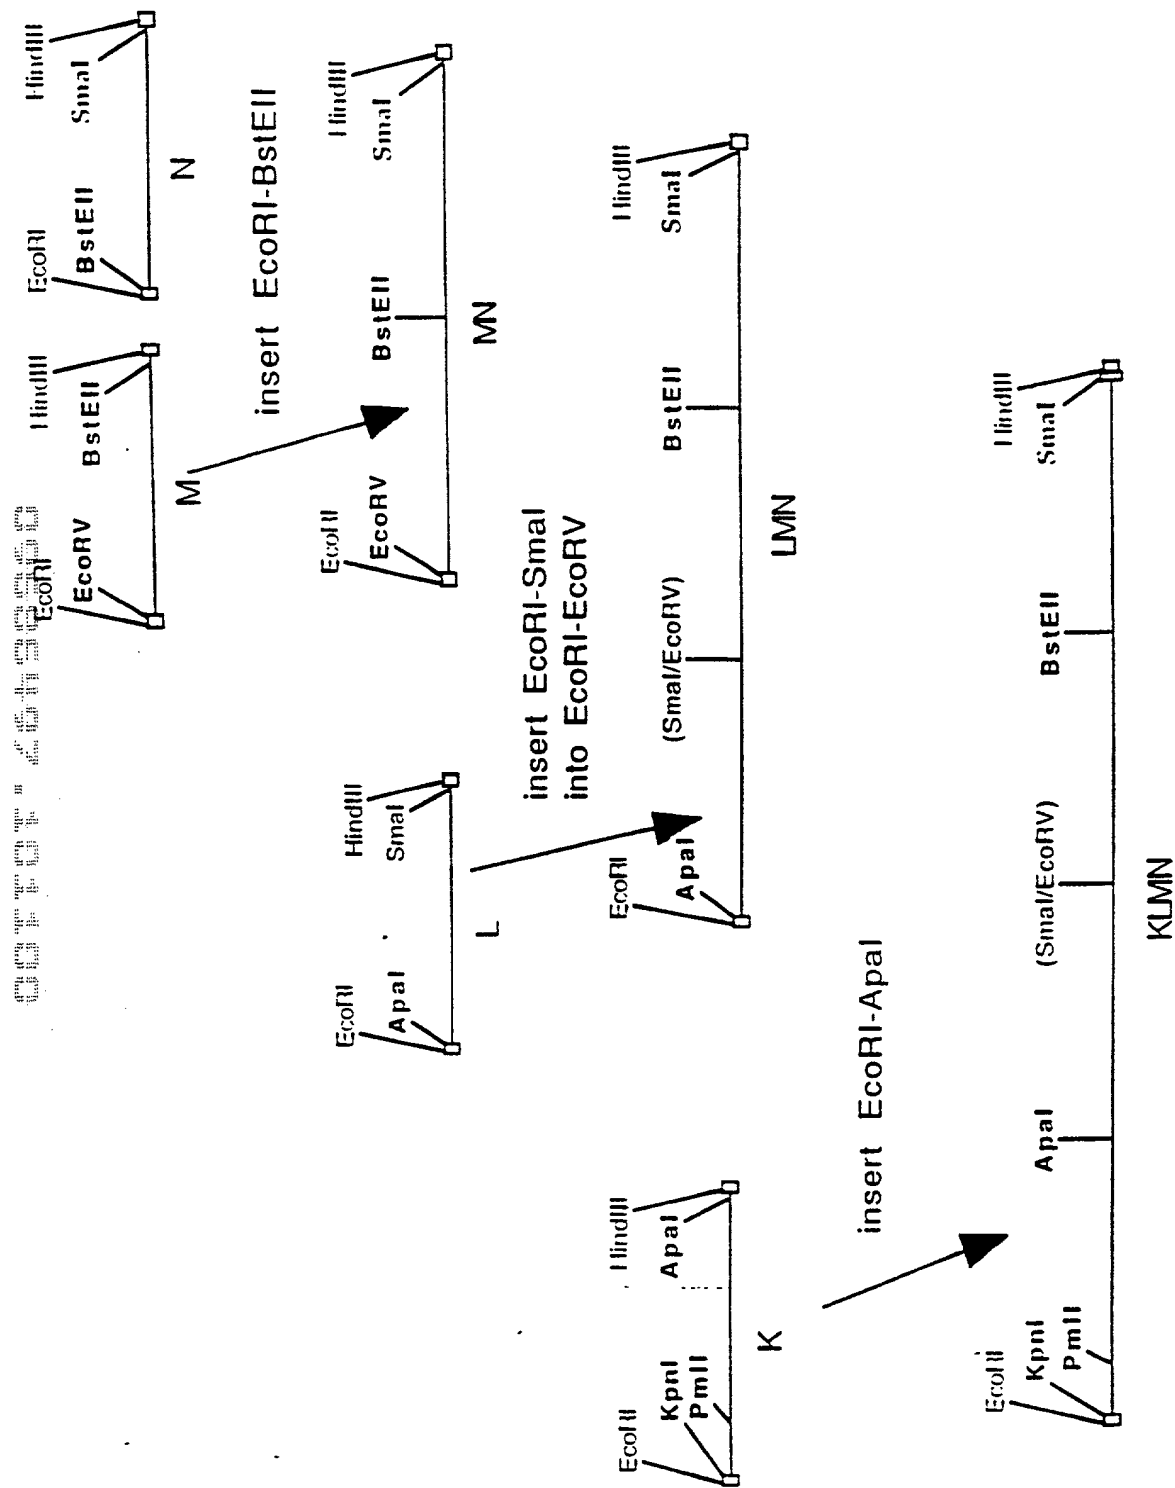 EcoRI
EcoRV
BstEII
HindIII
M
EcoRI
BstEII
SmaI
HindIII
N
insert EcoRI-BstEII
EcoRI
ApaI
SmaI
HindIII
L
EcoRI
EcoRV
BstEII
SmaI
HindIII
MN
insert EcoRI-SmaI
into EcoRI-EcoRV
EcoRI
KpnI
PmlI
ApaI
HindIII
K
EcoRI
ApaI
(SmaI/EcoRV)
BstEII
SmaI
HindIII
LMN
insert EcoRI-ApaI
EcoRI
KpnI
PmlI
ApaI
(SmaI/EcoRV)
BstEII
SmaI
HindIII
KLMN